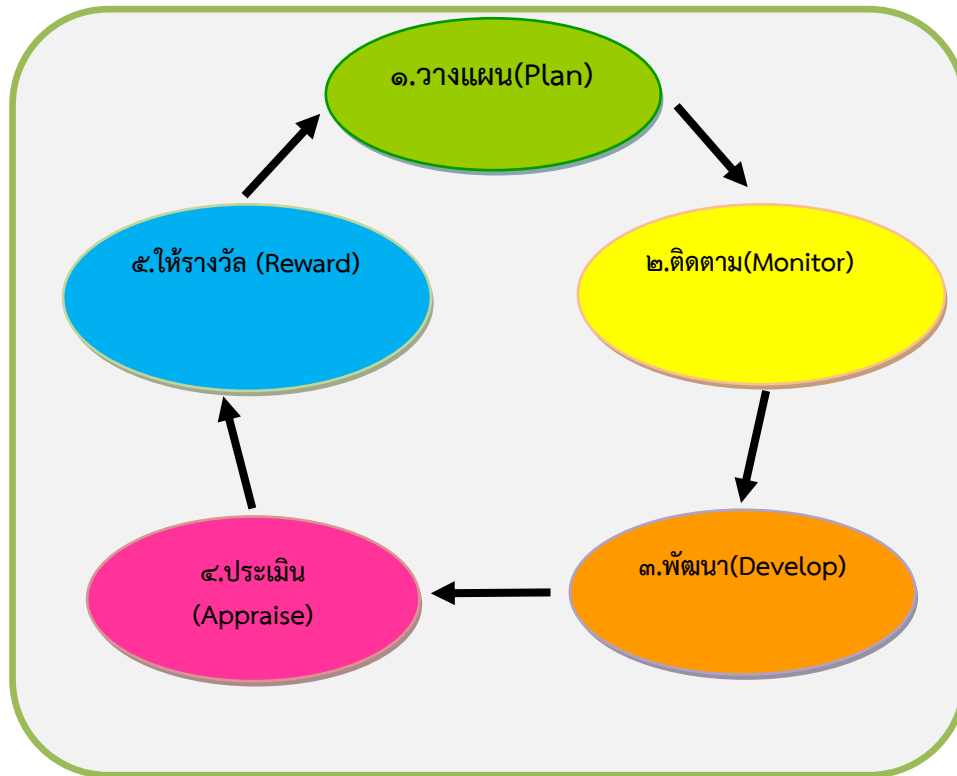 ๑.วางแผน(Plan)
๒.ติดตาม(Monitor)
๓.พัฒนา(Develop)
๔.ประเมิน
(Appraise)
๕.ให้รางวัล (Reward)